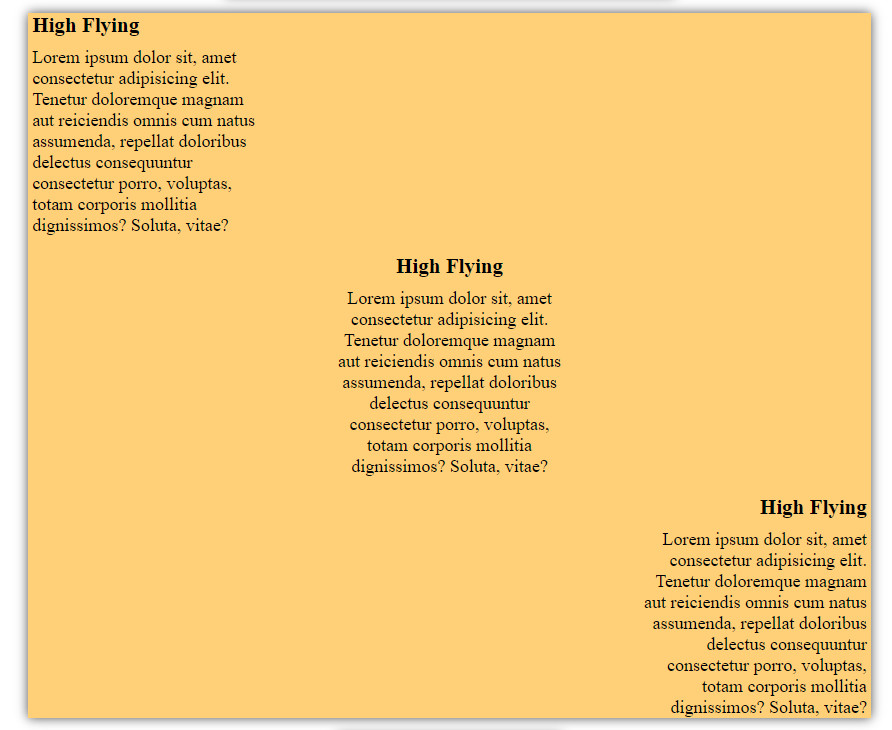 High Flying
Lorem ipsum dolor sit, amet
consectetur adipisicing elit.
Tenetur doloremque magnam
aut reiciendis omnis cum natus
assumenda, repellat doloribus
delectus consequuntur
consectetur porro, voluptas,
totam corporis mollitia
dignissimos? Soluta, vitae?
High Flying
Lorem ipsum dolor sit, amet
consectetur adipisicing elit.
Tenetur doloremque magnam
aut reiciendis omnis cum natus
assumenda, repellat doloribus
delectus consequuntur
consectetur porro, voluptas,
totam corporis mollitia
dignissimos? Soluta, vitae?
High Flying
Lorem ipsum dolor sit, amet
consectetur adipisicing elit.
Tenetur doloremque magnam
aut reiciendis omnis cum natus
assumenda, repellat doloribus
delectus consequuntur
consectetur porro, voluptas,
totam corporis mollitia
dignissimos? Soluta, vitae?